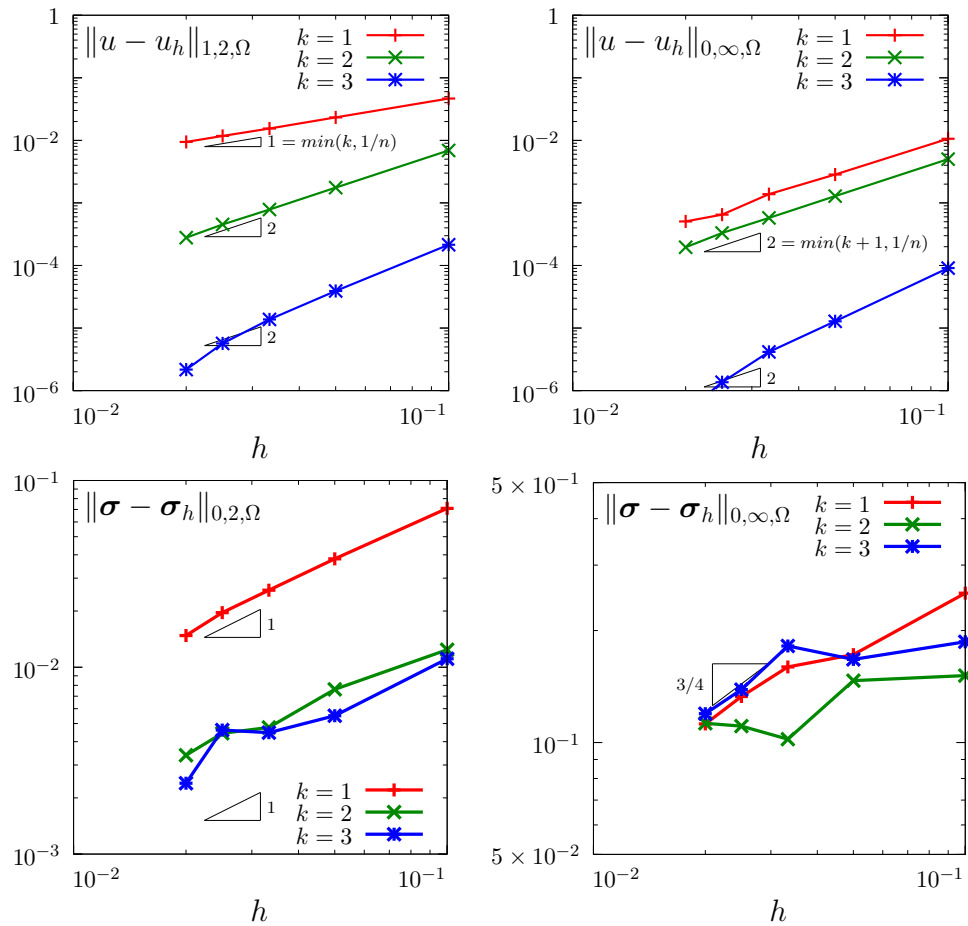 1
10⁻²
10⁻⁴
10⁻⁶
10⁻²
10⁻¹
h
‖u − u_h‖_{1,2,Ω}
k = 1
k = 2
k = 3
1 = min(k, 1/n)
2
2
1
10⁻²
10⁻⁴
10⁻⁶
10⁻²
10⁻¹
h
‖u − u_h‖_{0,∞,Ω}
k = 1
k = 2
k = 3
2 = min(k + 1, 1/n)
2
10⁻¹
10⁻²
10⁻³
10⁻²
10⁻¹
h
‖σ − σ_h‖_{0,2,Ω}
1
1
k = 1
k = 2
k = 3
5 × 10⁻¹
10⁻¹
5 × 10⁻²
10⁻²
10⁻¹
h
‖σ − σ_h‖_{0,∞,Ω}
k = 1
k = 2
k = 3
3/4